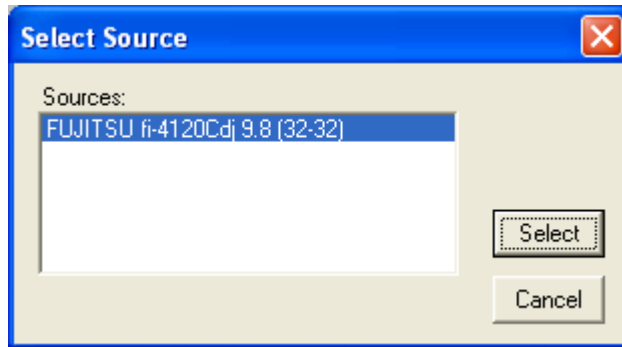 Select Source
Sources:
FUJITSU fi-4120Cdj 9.8 (32-32)
Select
Cancel